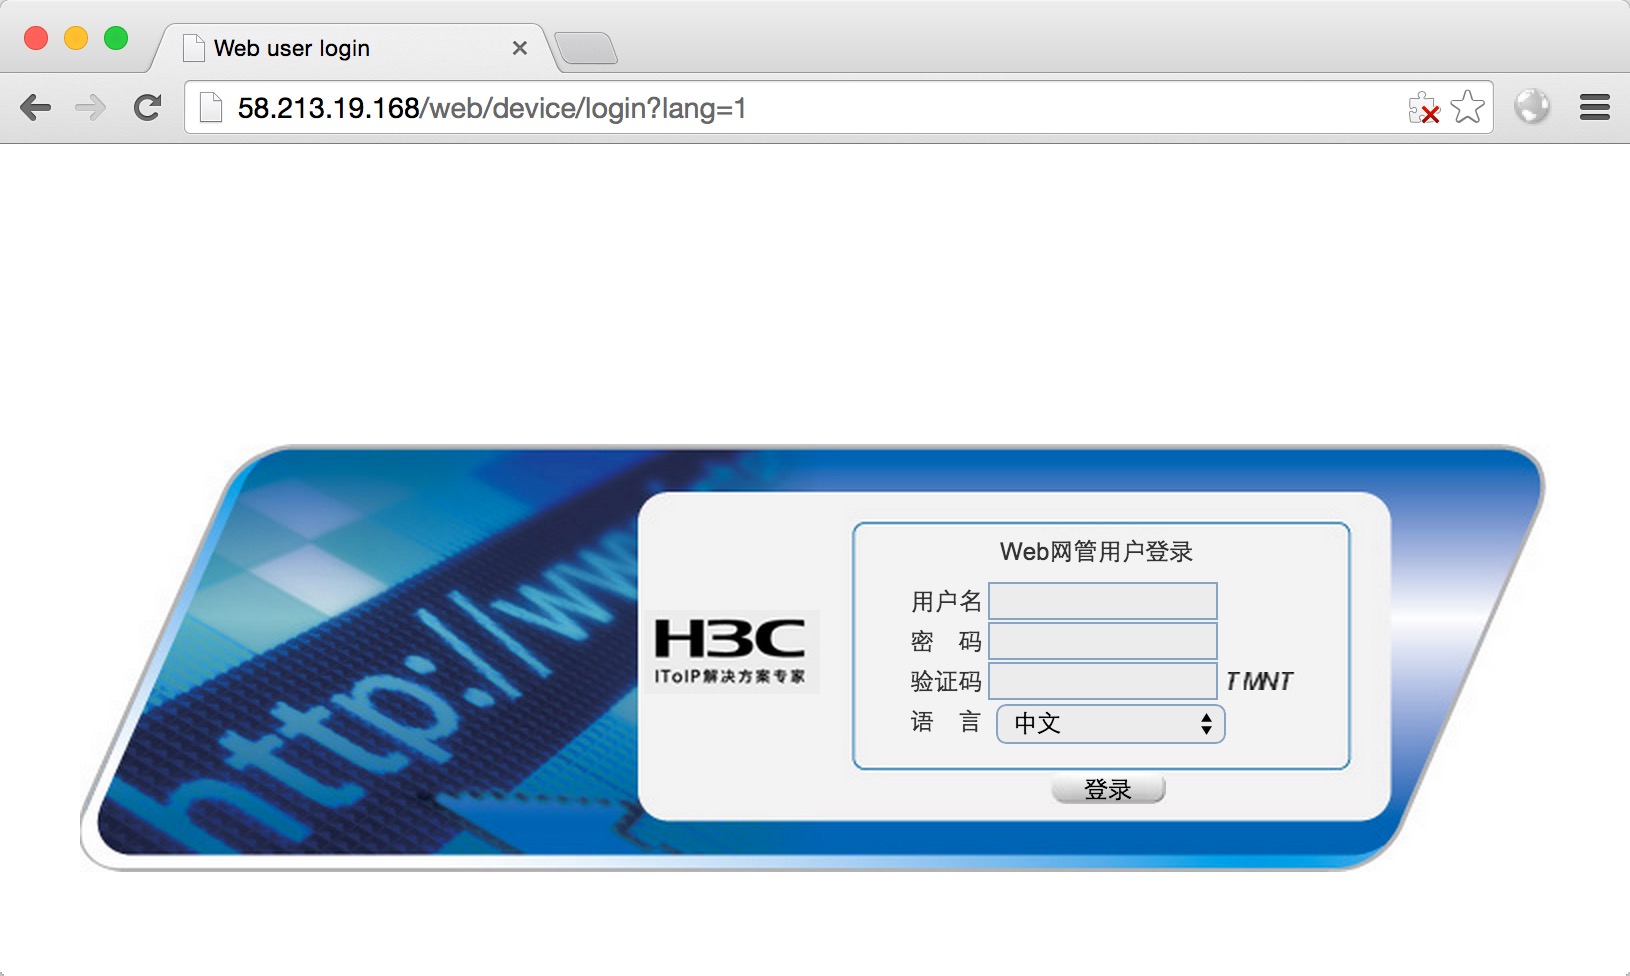 Web user login
58.213.19.168/web/device/login?lang=1
http://www
Web网管用户登录
用户名
密 码
H3C
IToIP解决方案专家
验证码 TMNT
语 言 中文
登录